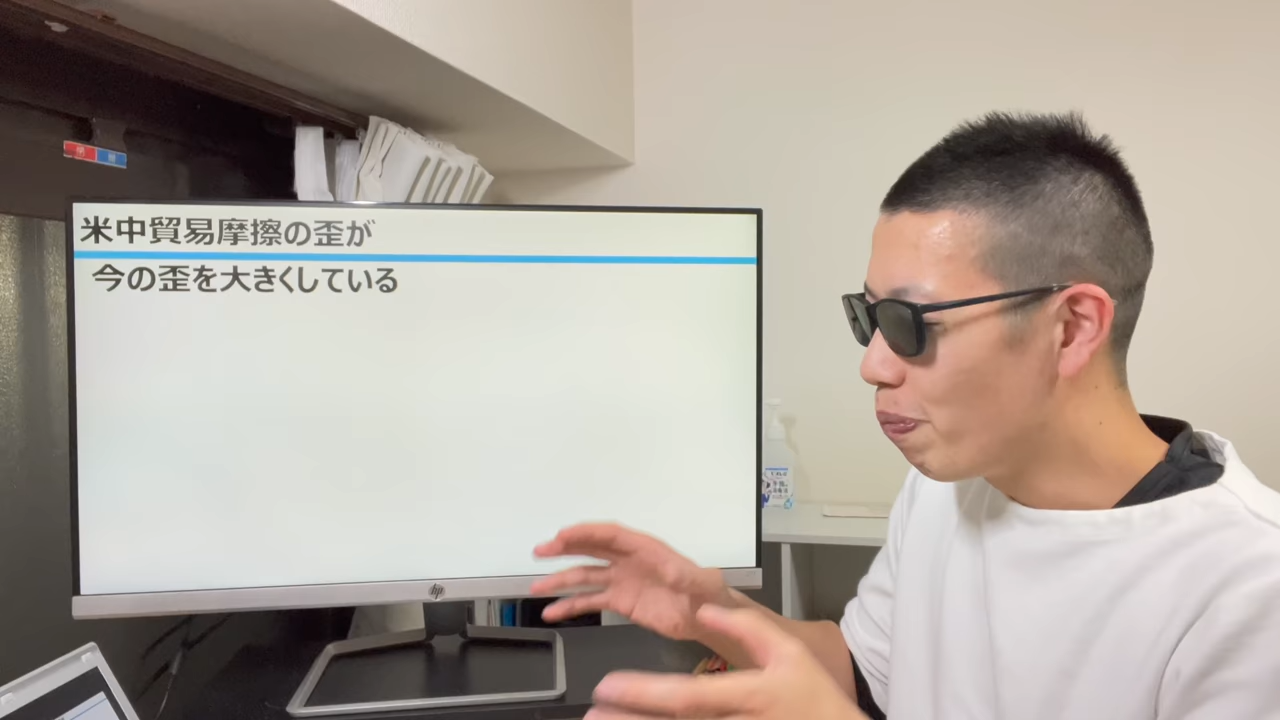 米中貿易摩擦の歪が
今の歪を大きくしている
hp